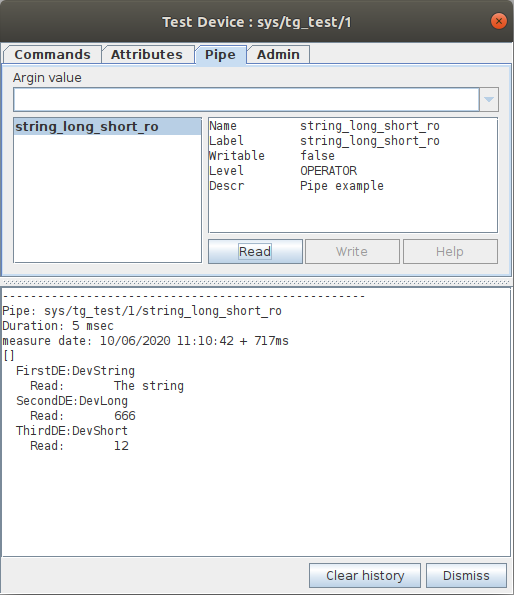 Test Device : sys/tg_test/1
Commands Attributes Pipe Admin
Argin value
string_long_short_ro
Name string_long_short_ro
Label string_long_short_ro
Writable false
Level OPERATOR
Descr Pipe example
Read Write Help
----------------------------------------------------
Pipe: sys/tg_test/1/string_long_short_ro
Duration: 5 msec
measure date: 10/06/2020 11:10:42 + 717ms
[]
FirstDE:DevString
Read: The string
SecondDE:DevLong
Read: 666
ThirdDE:DevShort
Read: 12
Clear history Dismiss